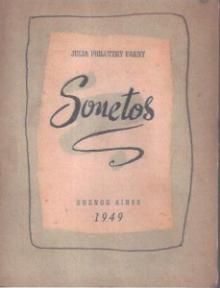 JULIA PRILUTZKY FARNY
Sonetos
BUENOS AIRES
1949